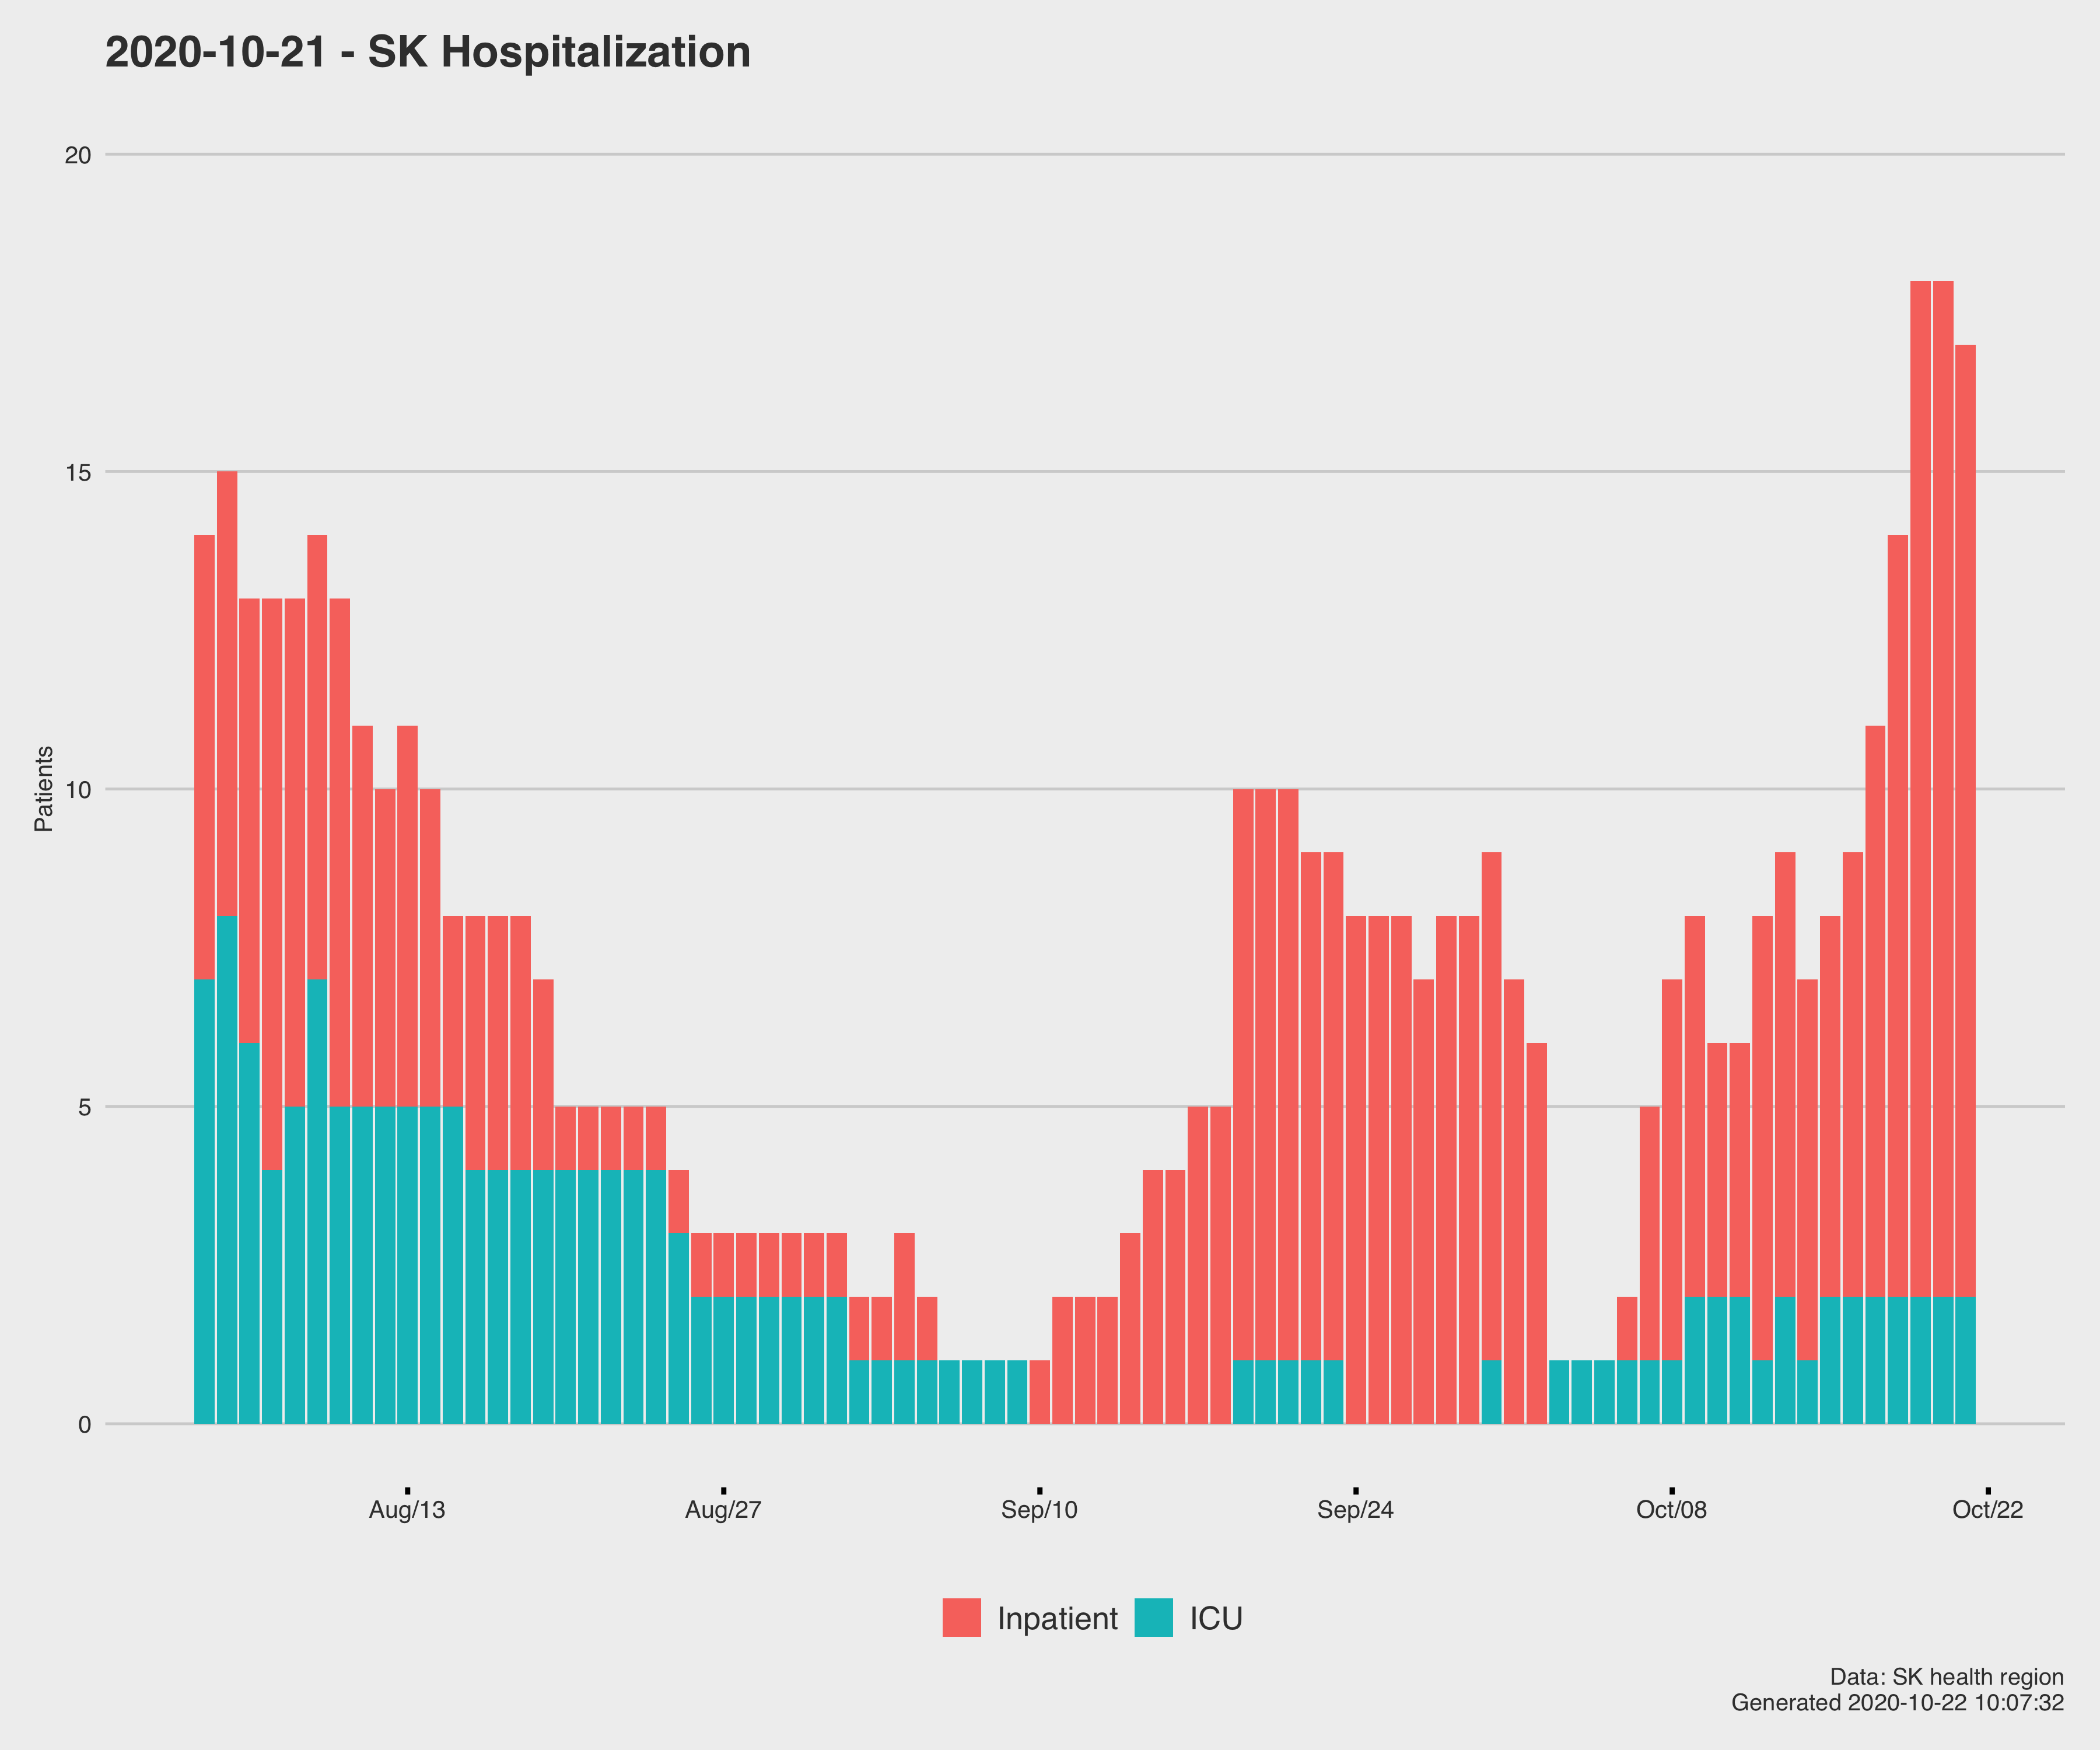 2020-10-21 - SK Hospitalization
20
15
10
5
0
Patients
Aug/13 Aug/27 Sep/10 Sep/24 Oct/08 Oct/22
Inpatient ICU
Data: SK health region
Generated 2020-10-22 10:07:32